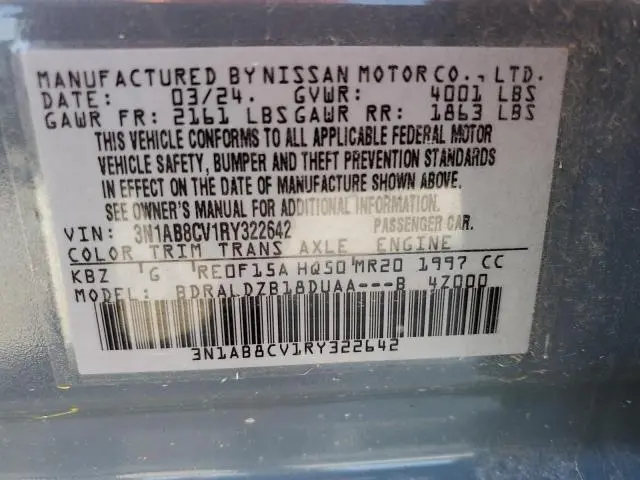 MANUFACTURED BY NISSAN MOTOR CO., LTD.
DATE: 03/24. GVWR: 4001 LBS
GAWR FR: 2161 LBS GAWR RR: 1863 LBS
THIS VEHICLE CONFORMS TO ALL APPLICABLE FEDERAL MOTOR
VEHICLE SAFETY, BUMPER AND THEFT PREVENTION STANDARDS
IN EFFECT ON THE DATE OF MANUFACTURE SHOWN ABOVE.
SEE OWNER'S MANUAL FOR ADDITIONAL INFORMATION.
VIN: 3N1AB8CV1RY322642 PASSENGER CAR.
COLOR TRIM TRANS AXLE ENGINE
KBZ G RE0F15A HQ50 MR20 1997 CC
MODEL: BDRALDZB18DUAA---B 4Z000
3N1AB8CV1RY322642